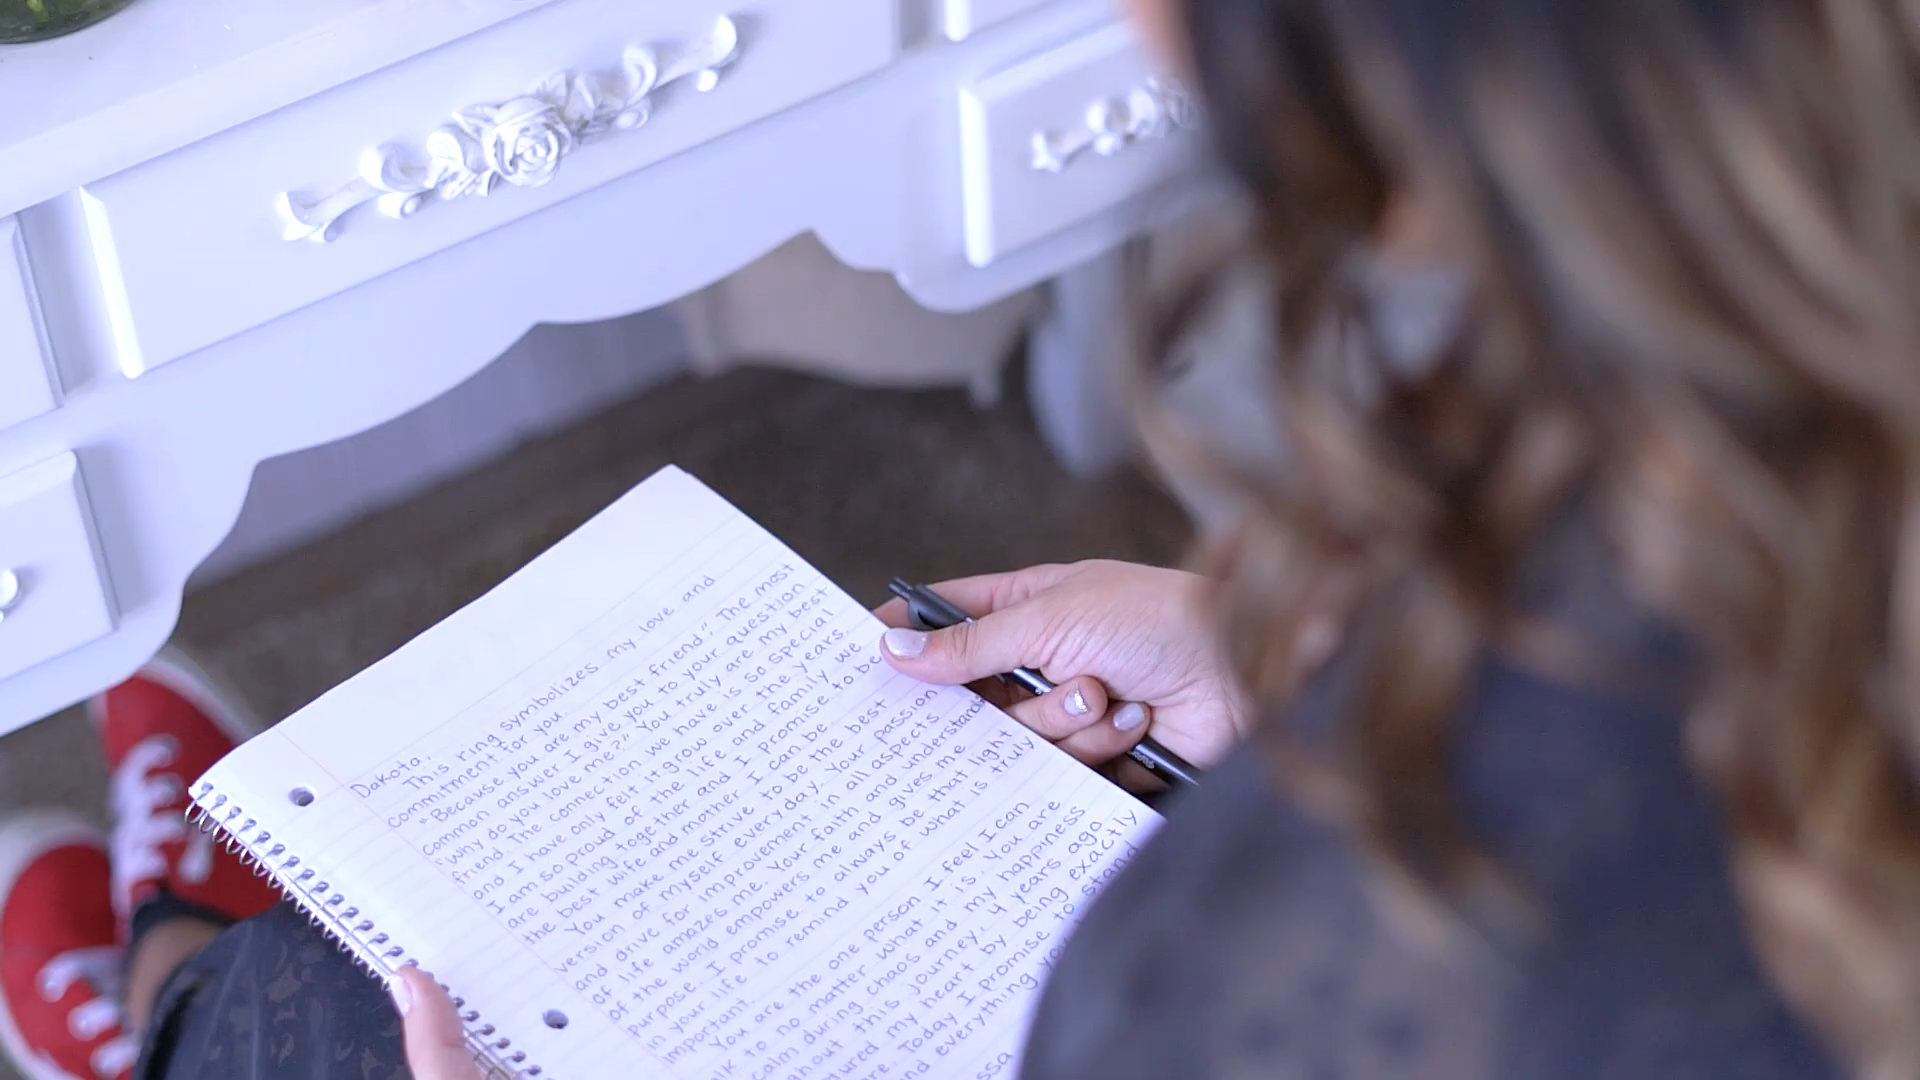 Dakota,
This ring symbolizes my love and
commitment for you.
"Because you are my best friend". The most
common answer I give you to your question
"Why do you love me?" You truly are my best
friend. The connection we have is so special
and I have only felt it grow over the years.
I am so proud of the life and family we
are building together and I promise to be
the best wife and mother I can be.
You make me strive to be the best
version of myself every day. Your passion
and drive for improvement in all aspects
of life amazes me. Your faith and understanding
of the world empowers me and gives me
purpose. I promise to always be that light
in your life to remind you of what is truly
important.
You are the one person I feel I can
lk to no matter what it is. You are
calm during chaos and my happiness
ghout this journey. 4 years ago
tured my heart by being exactly
re. Today I promise to stand
nd everything you
ssa